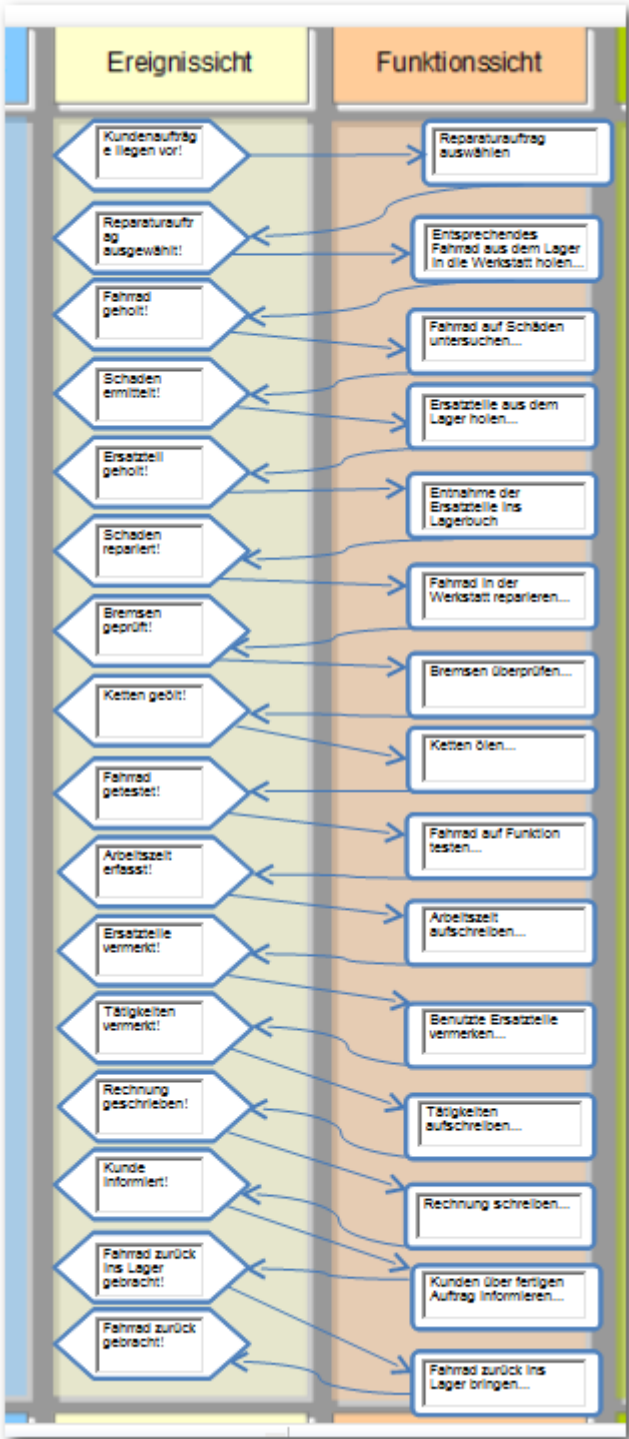 Ereignissicht
Funktionssicht
Kundenaufträg
e liegen vor!
Reparaturauftrag
auswählen
Reparaturauftr
ag
ausgewählt!
Entsprechendes
Fahrrad aus dem Lager
in die Werkstatt holen...
Fahrrad
geholt!
Fahrrad auf Schäden
untersuchen...
Schaden
ermittelt!
Ersatzteile aus dem
Lager holen...
Ersatzteil
geholt!
Entnahme der
Ersatzteile ins
Lagerbuch
Schaden
repariert!
Fahrrad in der
Werkstatt reparieren...
Bremsen
geprüft!
Bremsen überprüfen...
Ketten geölt!
Ketten ölen...
Fahrrad
getestet!
Fahrrad auf Funktion
testen...
Arbeitszeit
erfasst!
Arbeitszeit
aufschreiben...
Ersatzteile
vermerkt!
Benutzte Ersatzteile
vermerken...
Tätigkeiten
vermerkt!
Tätigkeiten
aufschreiben...
Rechnung
geschrieben!
Rechnung schreiben...
Kunde
informiert!
Kunden über fertigen
Auftrag informieren...
Fahrrad zurück
ins Lager
gebracht!
Fahrrad zurück
gebracht!
Fahrrad zurück ins
Lager bringen...